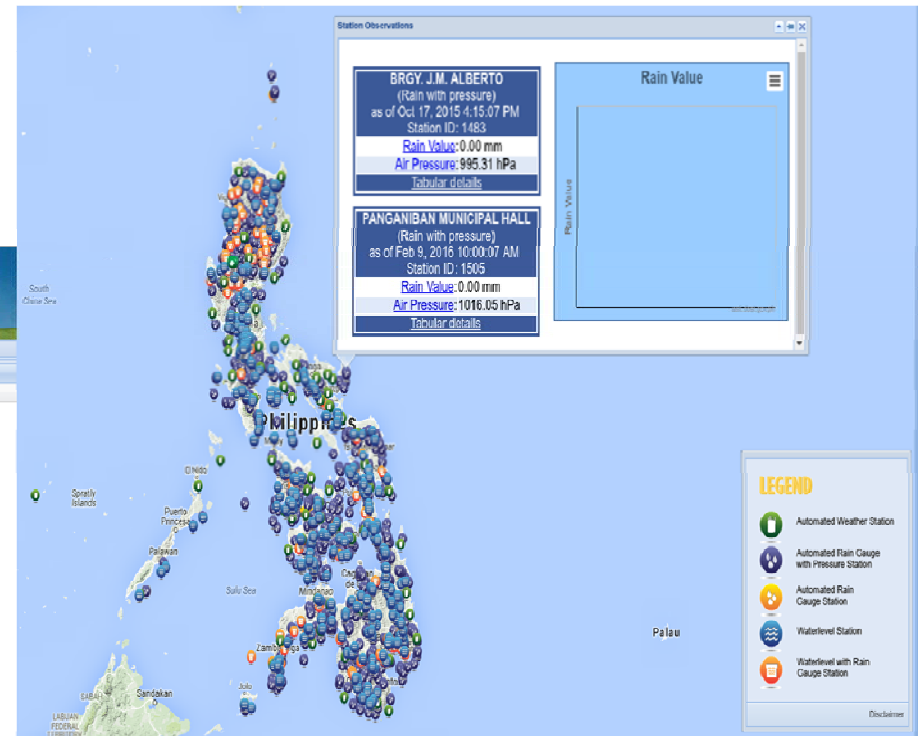 Station Observations
BRGY. J.M. ALBERTO
(Rain with pressure)
as of Oct 17, 2015 4:15:07 PM
Station ID: 1483
Rain Value: 0.00 mm
Air Pressure: 995.31 hPa
Tabular details
PANGANIBAN MUNICIPAL HALL
(Rain with pressure)
as of Feb 9, 2016 10:00:07 AM
Station ID: 1505
Rain Value: 0.00 mm
Air Pressure: 1016.05 hPa
Tabular details
Rain Value
Rain Value
South
China Sea
Philippines
El Nido
Spratly
Islands
Puerto
Princesa
Palawan
Sulu Sea
Mindanao
Jolo
Sandakan
LABUAN
FEDERAL
Palau
LEGEND
Automated Weather Station
Automated Rain Gauge
with Pressure Station
Automated Rain
Gauge Station
Waterlevel Station
Waterlevel with Rain
Gauge Station
Disclaimer